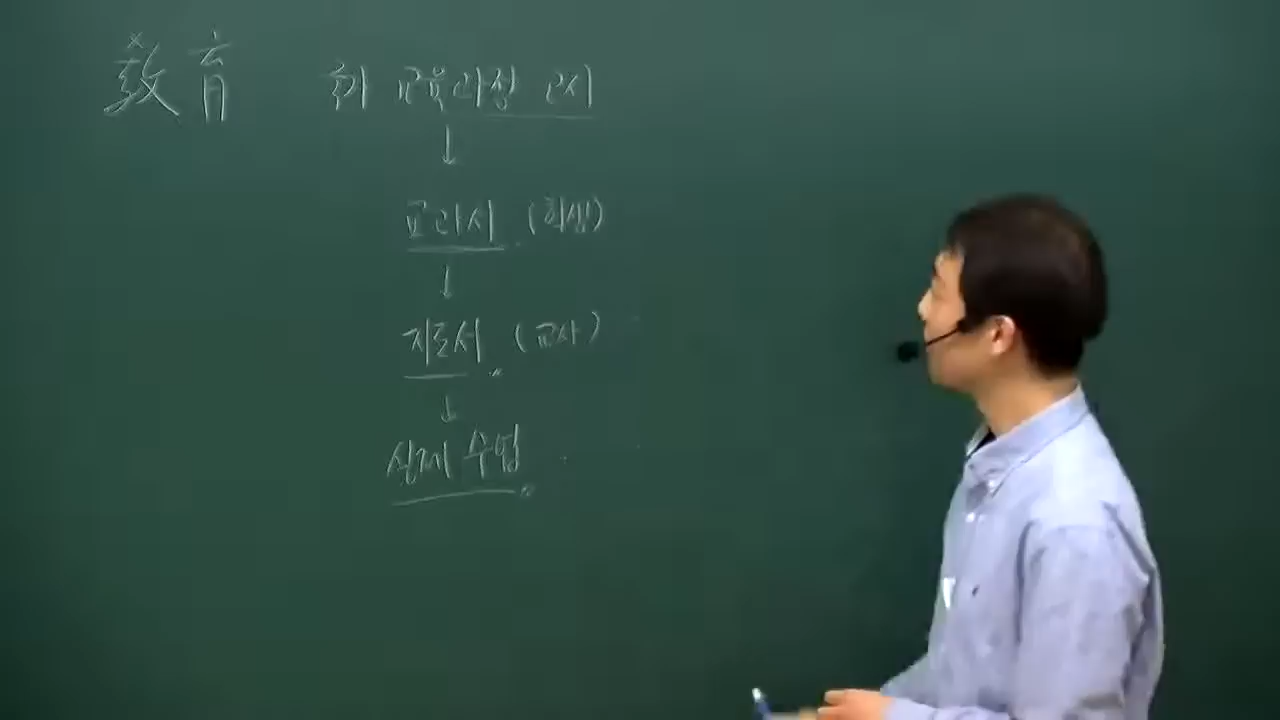 敎育 국가 교육과정 고시
↓
교과서 (학생)
↓
지도서 (교사)
↓
실제 수업